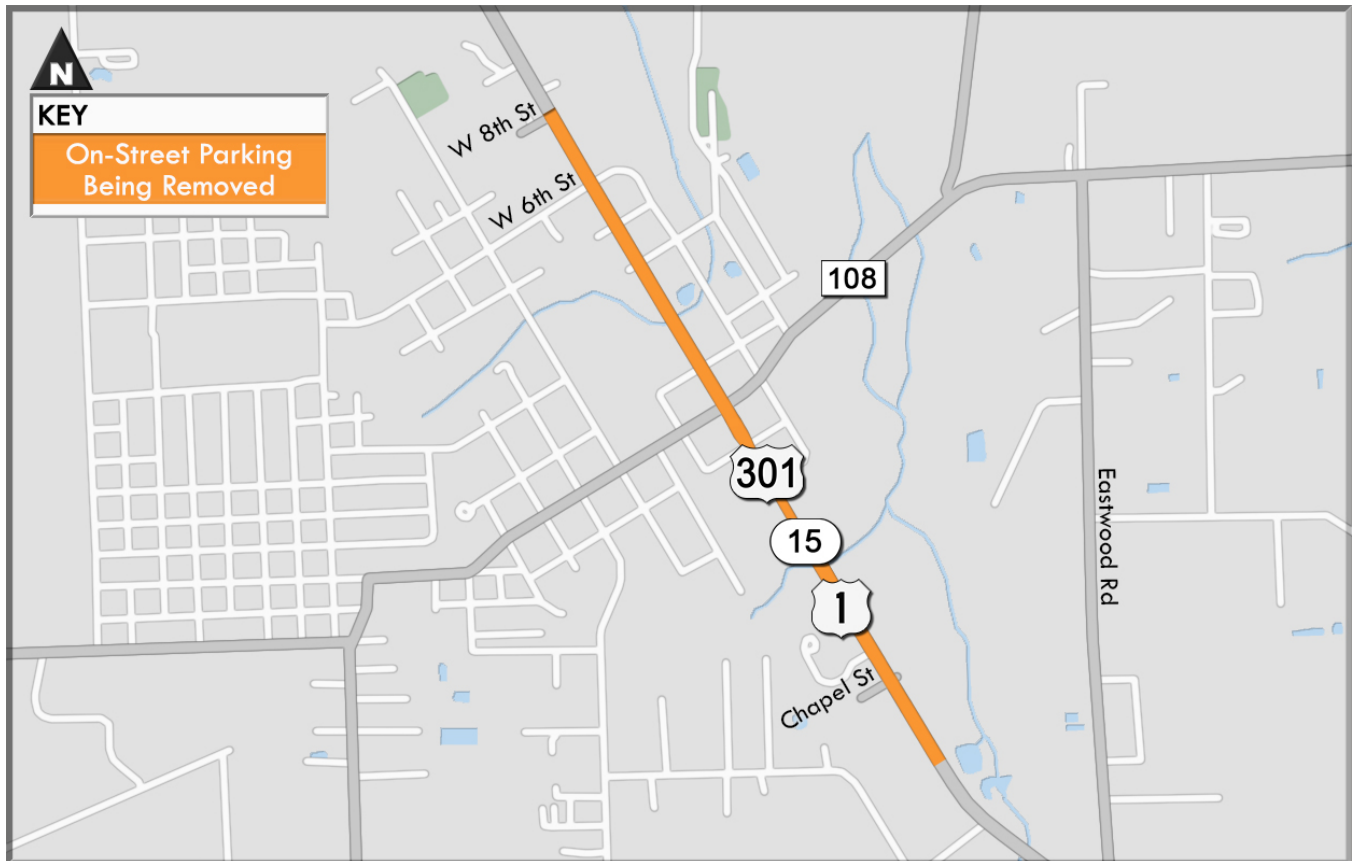 N
KEY
On-Street Parking
Being Removed
W 8th St
W 6th St
108
301
15
1
Eastwood Rd
Chapel St